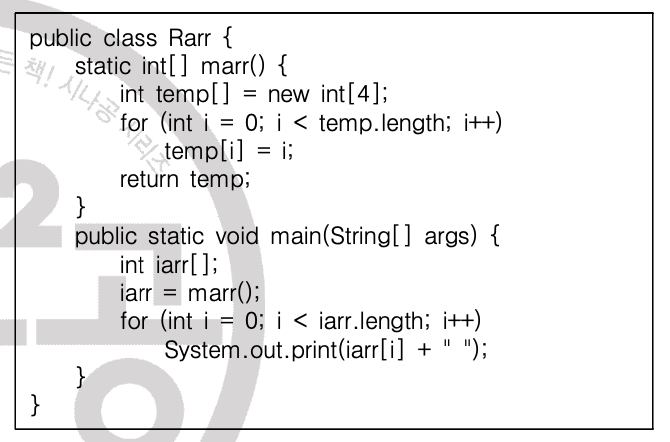 public class Rarr {
    static int[] marr() {
        int temp[] = new int[4];
        for (int i = 0; i < temp.length; i++)
            temp[i] = i;
        return temp;
    }
    public static void main(String[] args) {
        int iarr[];
        iarr = marr();
        for (int i = 0; i < iarr.length; i++)
            System.out.print(iarr[i] + " ");
    }
}
책! 시나공 시리즈